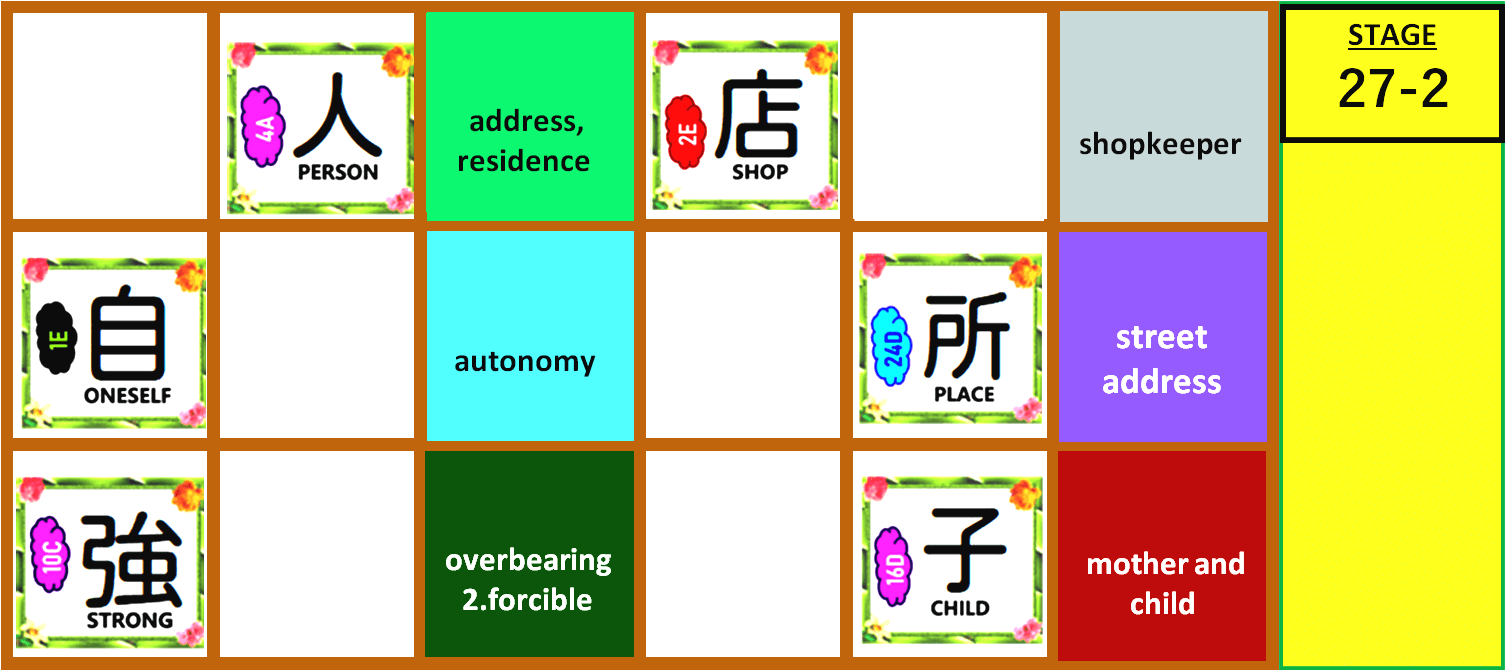 4A
人
PERSON
address,
residence
2E
店
SHOP
shopkeeper
STAGE
27-2
1E
自
ONESELF
autonomy
24D
所
PLACE
street
address
10C
強
STRONG
overbearing
2.forcible
16D
子
CHILD
mother and
child